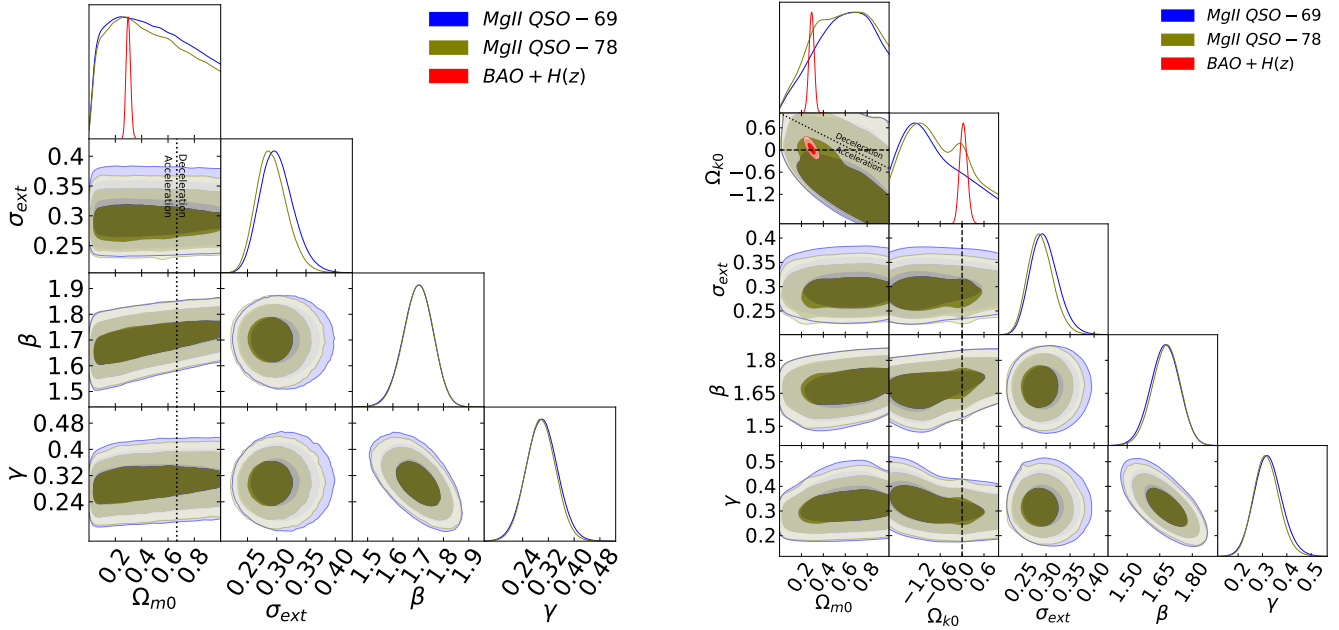 MgII QSO − 69
MgII QSO − 78
BAO + H(z)
0.4
0.35
0.3
0.25
σext
Deceleration
Acceleration
1.9
1.8
1.7
1.6
1.5
β
0.48
0.4
0.32
0.24
γ
0.2 0.4 0.6 0.8
0.25 0.30 0.35 0.40
1.5 1.6 1.7 1.8 1.9
0.24 0.32 0.40 0.48
Ωm0 σext β γ
MgII QSO − 69
MgII QSO − 78
BAO + H(z)
0.6
0
−0.6
−1.2
Ωk0
Deceleration
Acceleration
0.4
0.35
0.3
0.25
σext
1.8
1.65
1.5
β
0.5
0.4
0.3
0.2
γ
0.2 0.4 0.6 0.8
−1.2 −0.6 0.0 0.6
0.25 0.30 0.35 0.40
1.50 1.65 1.80
0.2 0.3 0.4 0.5
Ωm0 Ωk0 σext β γ